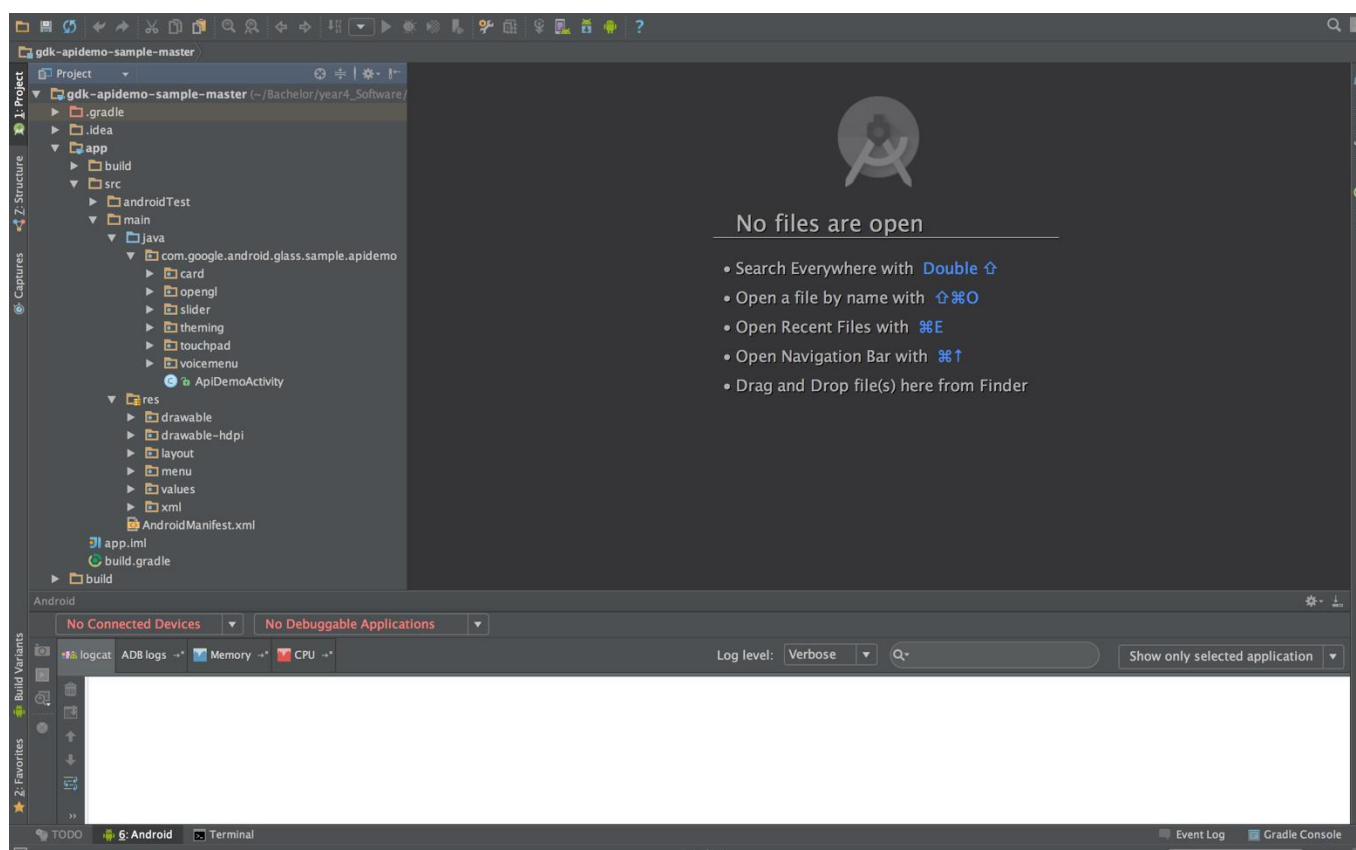 gdk-apidemo-sample-master
Project
gdk-apidemo-sample-master (~/Bachelor/year4_Software/
.gradle
.idea
app
build
src
androidTest
main
java
com.google.android.glass.sample.apidemo
card
opengl
slider
theming
touchpad
voicemenu
ApiDemoActivity
res
drawable
drawable-hdpi
layout
menu
values
xml
AndroidManifest.xml
app.iml
build.gradle
build
1: Project
Z: Structure
Captures
Build Variants
2: Favorites
No files are open
• Search Everywhere with Double ⇧
• Open a file by name with ⇧⌘O
• Open Recent Files with ⌘E
• Open Navigation Bar with ⌘↑
• Drag and Drop file(s) here from Finder
Android
No Connected Devices No Debuggable Applications
logcat ADB logs →" Memory →" CPU →" Log level: Verbose Show only selected application
TODO 6: Android Terminal Event Log Gradle Console